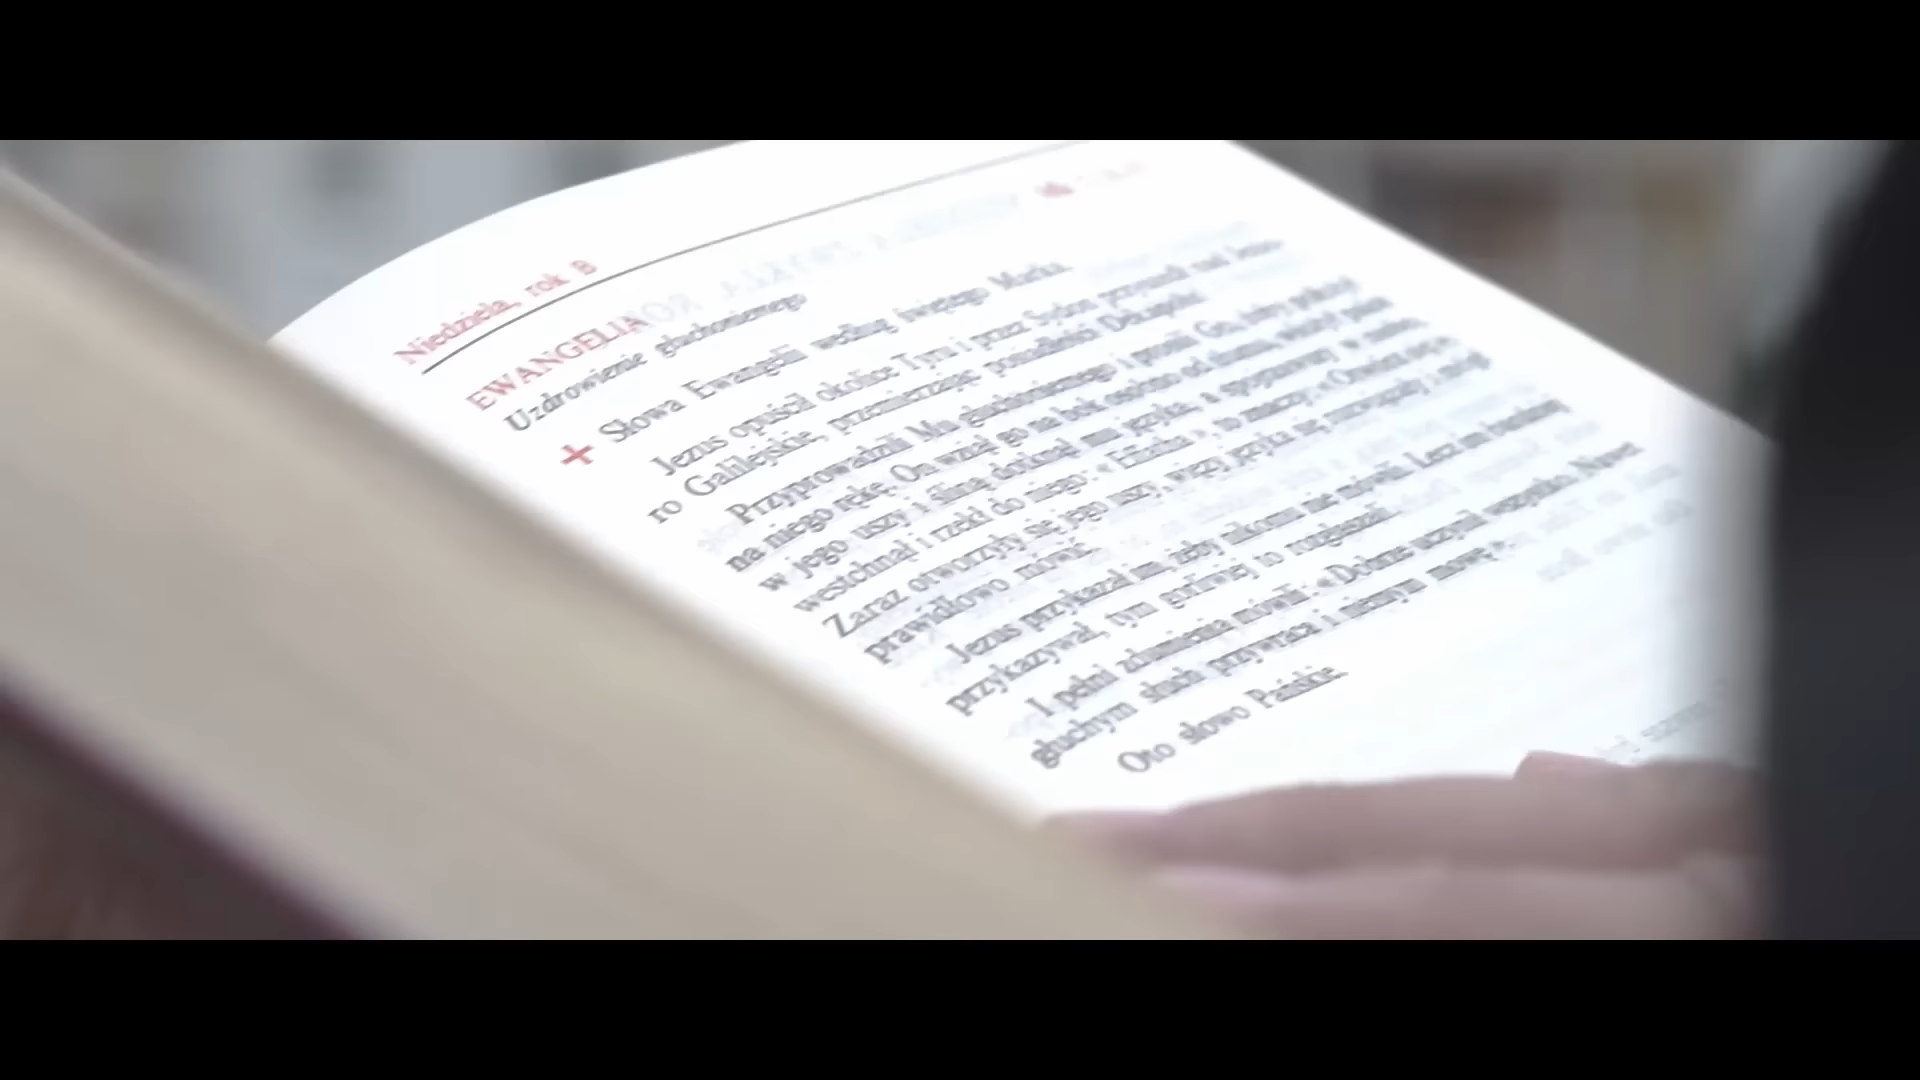 Niedziela, rok B
EWANGELIA
Uzdrowienie głuchoniemego
+ Słowa Ewangelii według świętego Marka.
Jezus opuścił okolice Tyru i przez Sydon przyszedł nad Jezio-
ro Galilejskie, przemierzając posiadłości Dekapolu.
Przyprowadzili Mu głuchoniemego i prosili Go, żeby położył
na niego rękę. On wziął go na bok osobno od tłumu, włożył palce
w jego uszy i śliną dotknął mu języka; a spojrzawszy w niebo,
westchnął i rzekł do niego: «Effatha», to znaczy: «Otwórz się».
Zaraz otworzyły się jego uszy, więzy języka się rozwiązały i mógł
prawidłowo mówić.
Jezus przykazał im, żeby nikomu nie mówili. Lecz im bardziej
przykazywał, tym gorliwiej to rozgłaszali.
I pełni zdumienia mówili: «Dobrze uczynił wszystko. Nawet
głuchym słuch przywraca i niemym mowę».
Oto słowo Pańskie.